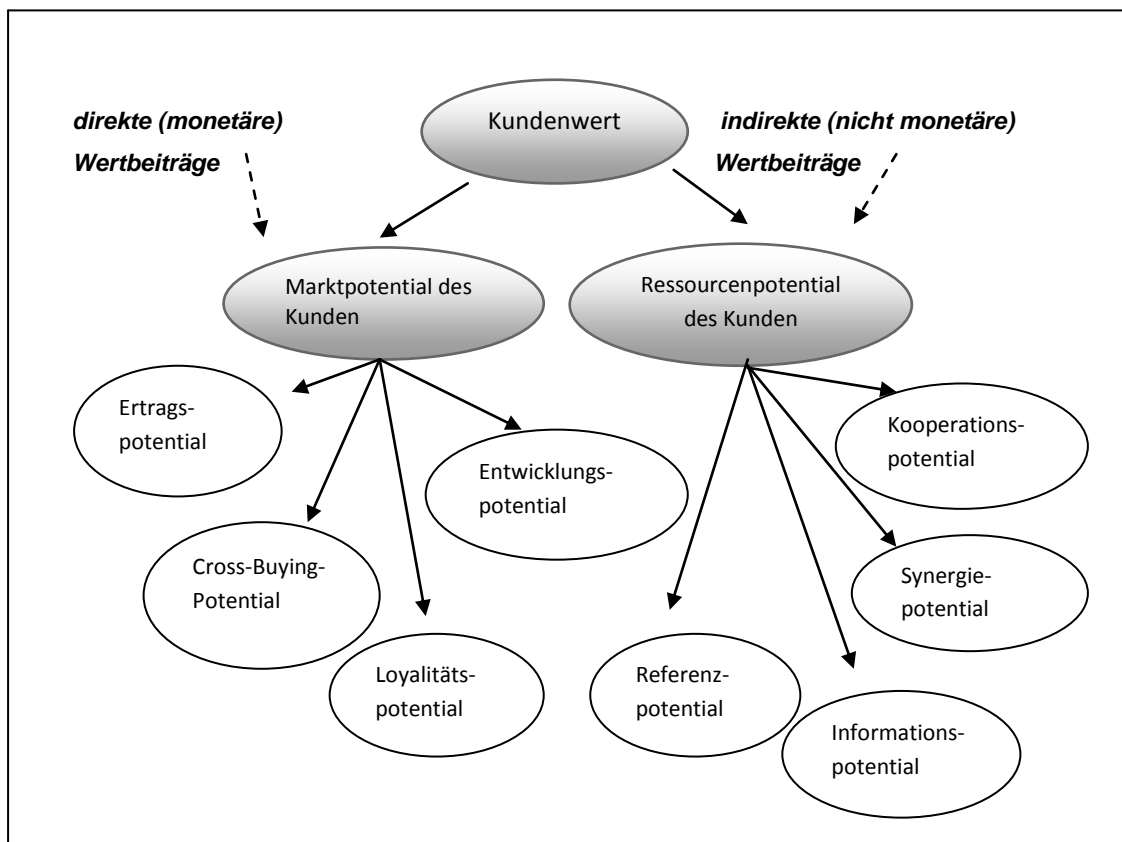 Kundenwert
direkte (monetäre)
Wertbeiträge
indirekte (nicht monetäre)
Wertbeiträge
Marktpotential des
Kunden
Ressourcenpotential
des Kunden
Ertrags-
potential
Entwicklungs-
potential
Kooperations-
potential
Cross-Buying-
Potential
Synergie-
potential
Loyalitäts-
potential
Referenz-
potential
Informations-
potential